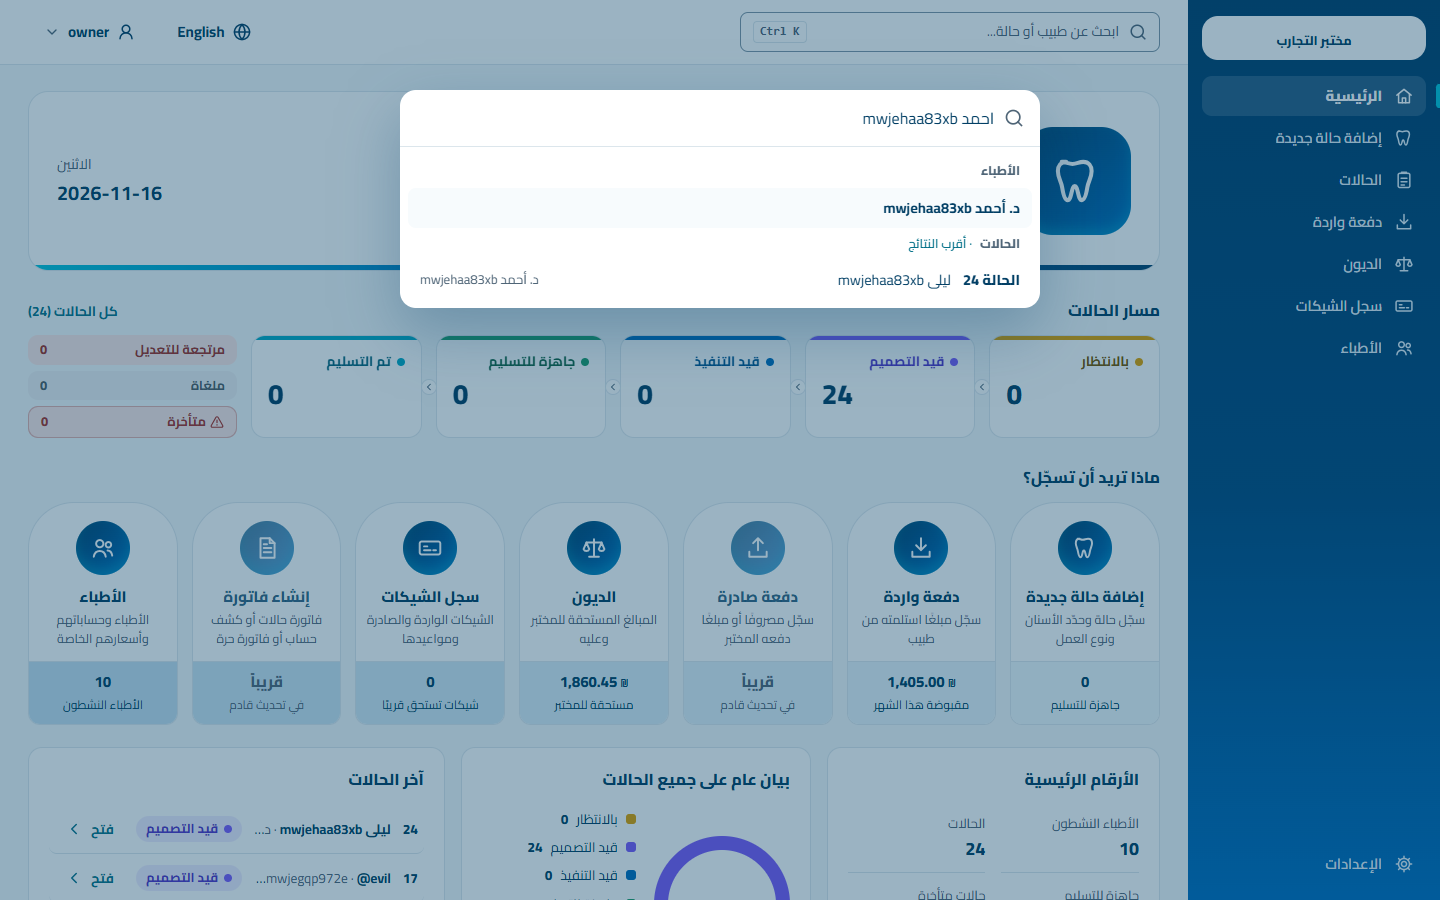 مختبر التجارب
الرئيسية
إضافة حالة جديدة
الحالات
دفعة واردة
الديون
سجل الشيكات
الأطباء
الإعدادات
ابحث عن طبيب أو حالة...
Ctrl K
English
owner
احمد mwjehaa83xb
الأطباء
د. أحمد mwjehaa83xb
الحالات · أقرب النتائج
الحالة 24 ليلى mwjehaa83xb د. أحمد mwjehaa83xb
الاثنين
2026-11-16
مسار الحالات
كل الحالات (24)
بالانتظار
0
قيد التصميم
24
قيد التنفيذ
0
جاهزة للتسليم
0
تم التسليم
0
مرتجعة للتعديل 0
ملغاة 0
متأخرة 0
ماذا تريد أن تسجّل؟
إضافة حالة جديدة
سجّل حالة وحدّد الأسنان
ونوع العمل
0
جاهزة للتسليم
دفعة واردة
سجّل مبلغًا استلمته من
طبيب
₪ 1,405.00
مقبوضة هذا الشهر
دفعة صادرة
سجّل مصروفًا أو مبلغًا
دفعه المختبر
قريباً
في تحديث قادم
الديون
المبالغ المستحقة للمختبر
وعليه
₪ 1,860.45
مستحقة للمختبر
سجل الشيكات
الشيكات الواردة والصادرة
ومواعيدها
0
شيكات تستحق قريبًا
إنشاء فاتورة
فاتورة حالات أو كشف
حساب أو فاتورة حرة
قريباً
في تحديث قادم
الأطباء
الأطباء وحساباتهم
وأسعارهم الخاصة
10
الأطباء النشطون
الأرقام الرئيسية
الأطباء النشطون
10
الحالات
24
جاهزة للتسليم
حالات متأخرة
بيان عام على جميع الحالات
بالانتظار 0
قيد التصميم 24
قيد التنفيذ 0
آخر الحالات
24 ليلى mwjehaa83xb · د... قيد التصميم فتح
17 @evil · mwjegqp972e... قيد التصميم فتح